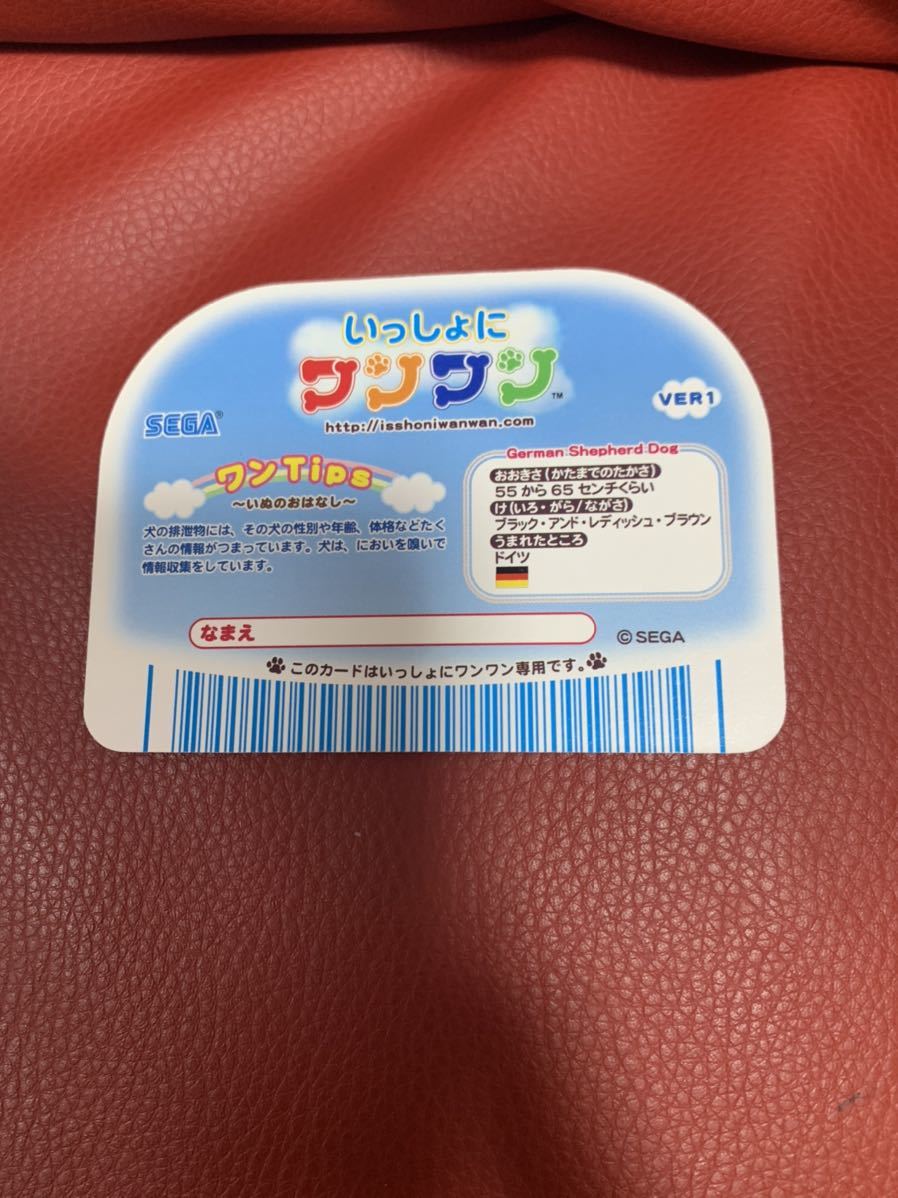 いっしょに
ワンワン™
http://isshoniwanwan.com
SEGA®
VER1
ワンTips
～いぬのおはなし～
犬の排泄物には、その犬の性別や年齢、体格などたく
さんの情報がつまっています。犬は、においを嗅いで
情報収集をしています。
German Shepherd Dog
おおきさ(かたまでのたかさ)
55から65センチくらい
け(いろ・がら/ながさ)
ブラック・アンド・レディッシュ・ブラウン
うまれたところ
ドイツ
なまえ
©SEGA
このカードはいっしょにワンワン専用です。